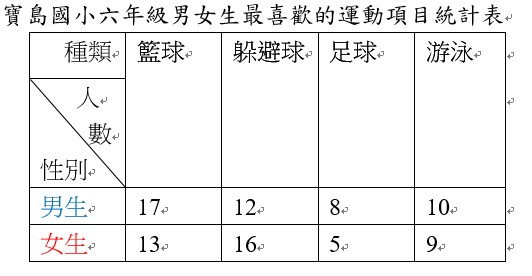 寶島國小六年級男女生最喜歡的運動項目統計表
種類 籃球 躲避球 足球 游泳
人
數
性別
男生 17 12 8 10
女生 13 16 5 9